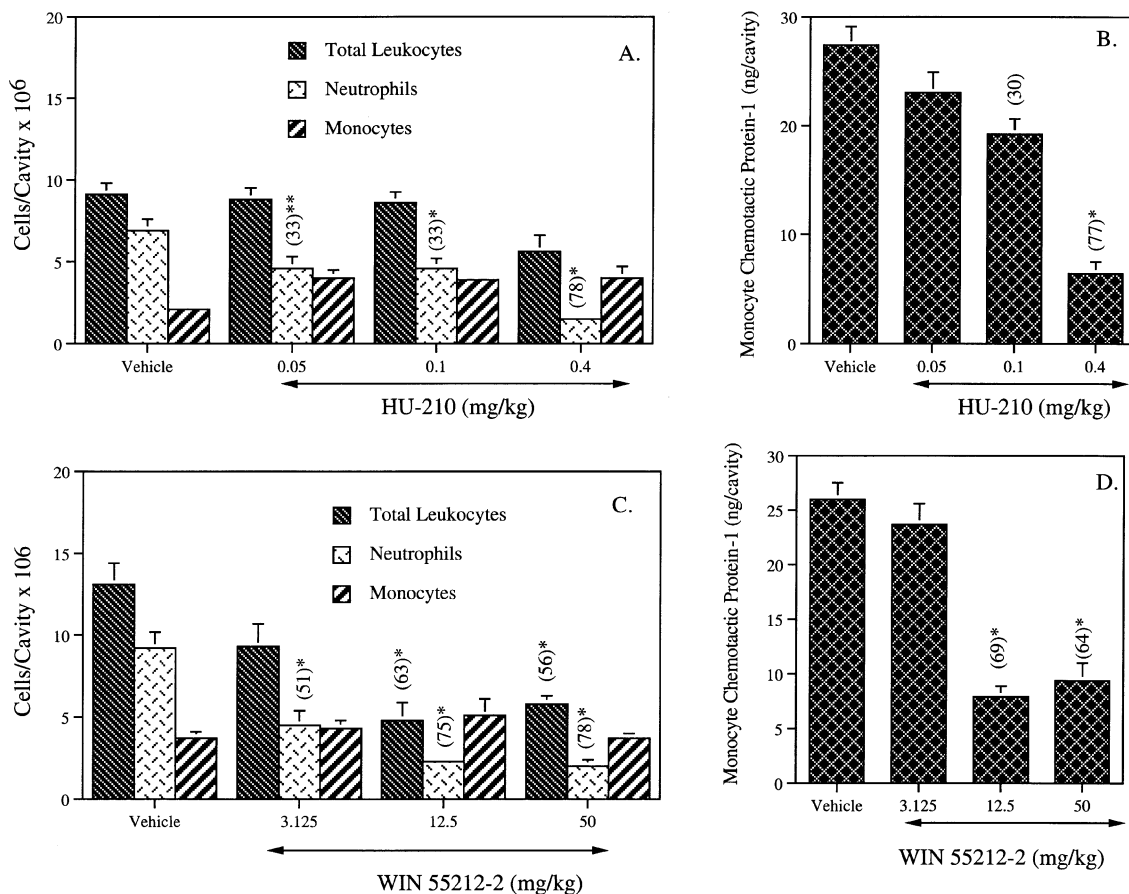 A.
Total Leukocytes
Neutrophils
Monocytes
Cells/Cavity x 10⁶
20
15
10
5
0
(33)**
(33)*
(78)*
Vehicle 0.05 0.1 0.4
HU-210 (mg/kg)
B.
Monocyte Chemotactic Protein-1 (ng/cavity)
30
20
10
0
(30)
(77)*
Vehicle 0.05 0.1 0.4
HU-210 (mg/kg)
C.
Total Leukocytes
Neutrophils
Monocytes
Cells/Cavity x 106
20
15
10
5
0
(51)*
(63)*
(75)*
(56)*
(78)*
Vehicle 3.125 12.5 50
WIN 55212-2 (mg/kg)
D.
Monocyte Chemotactic Protein-1 (ng/cavity)
30
25
20
15
10
5
0
(69)*
(64)*
Vehicle 3.125 12.5 50
WIN 55212-2 (mg/kg)